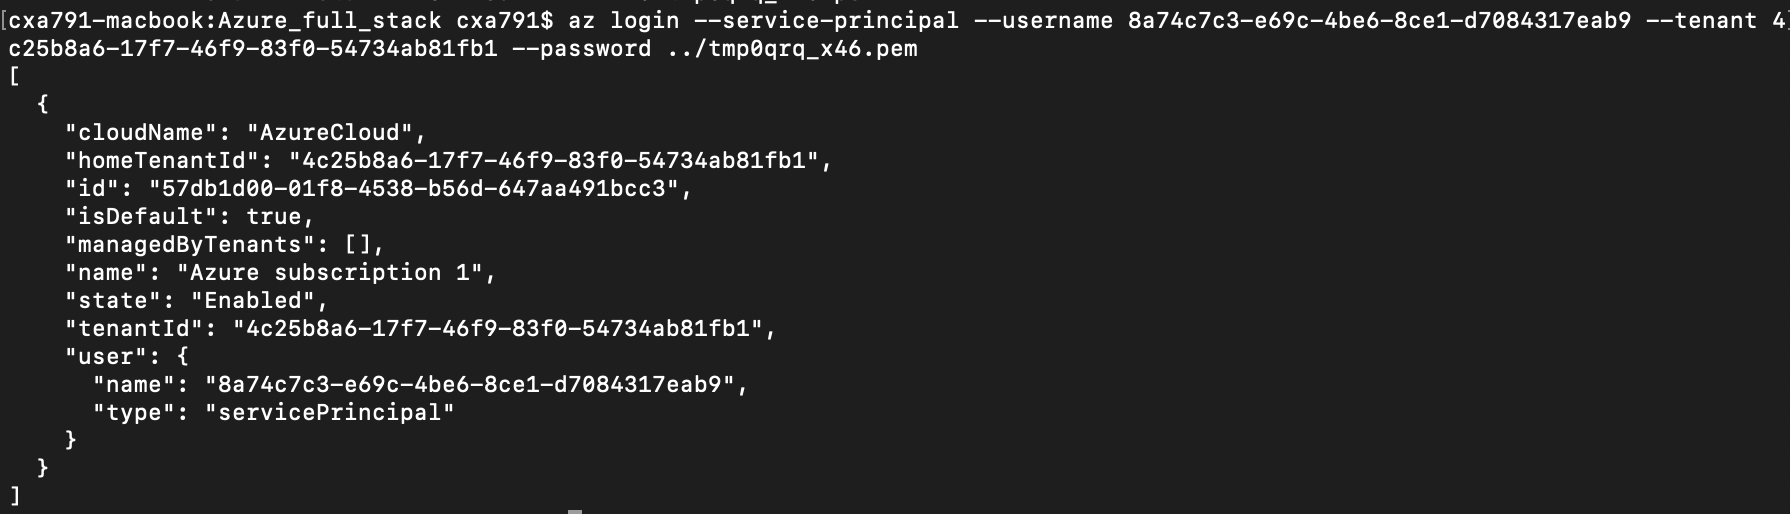 cxa791-macbook:Azure_full_stack cxa791$ az login --service-principal --username 8a74c7c3-e69c-4be6-8ce1-d7084317eab9 --tenant 4
c25b8a6-17f7-46f9-83f0-54734ab81fb1 --password ../tmp0qrq_x46.pem
[
  {
    "cloudName": "AzureCloud",
    "homeTenantId": "4c25b8a6-17f7-46f9-83f0-54734ab81fb1",
    "id": "57db1d00-01f8-4538-b56d-647aa491bcc3",
    "isDefault": true,
    "managedByTenants": [],
    "name": "Azure subscription 1",
    "state": "Enabled",
    "tenantId": "4c25b8a6-17f7-46f9-83f0-54734ab81fb1",
    "user": {
      "name": "8a74c7c3-e69c-4be6-8ce1-d7084317eab9",
      "type": "servicePrincipal"
    }
  }
]